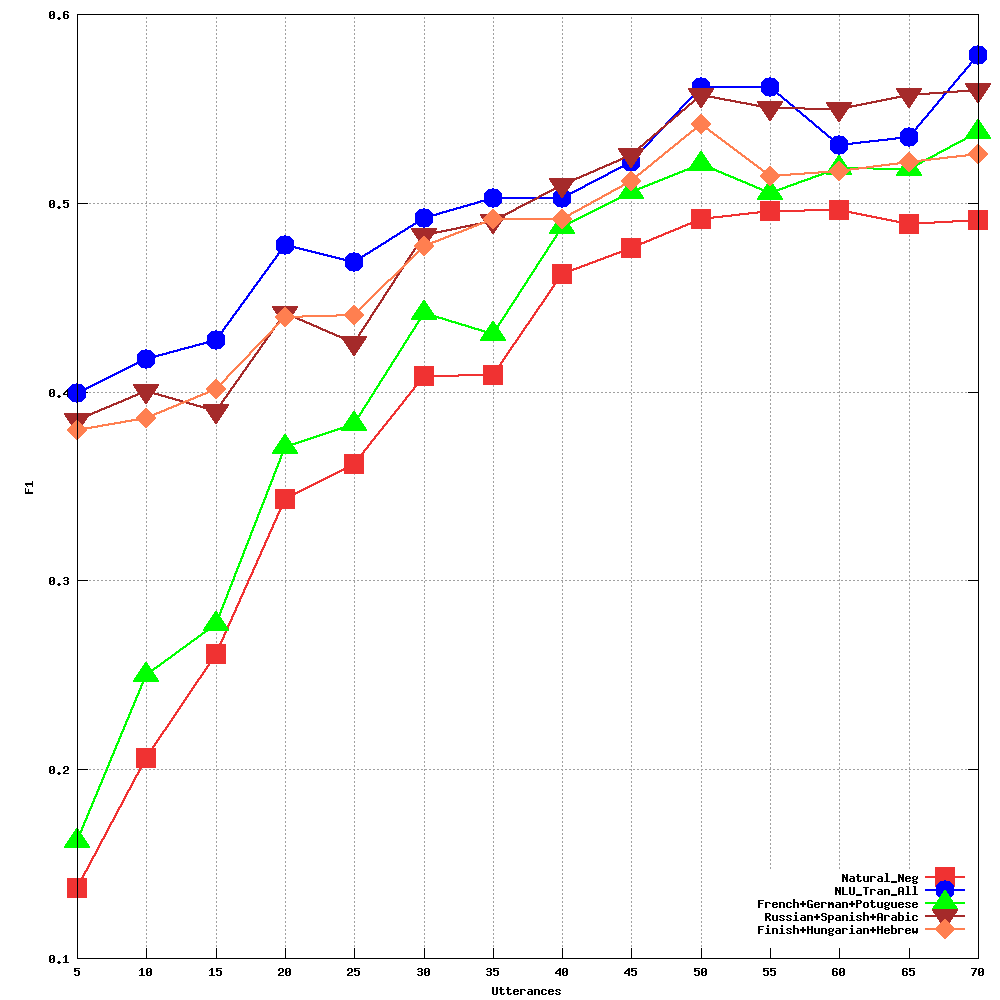 0.6
0.5
0.4
0.3
0.2
0.1
F1
5 10 15 20 25 30 35 40 45 50 55 60 65 70
Utterances
Natural_Neg
NLU_Tran_All
French+German+Potuguese
Russian+Spanish+Arabic
Finish+Hungarian+Hebrew